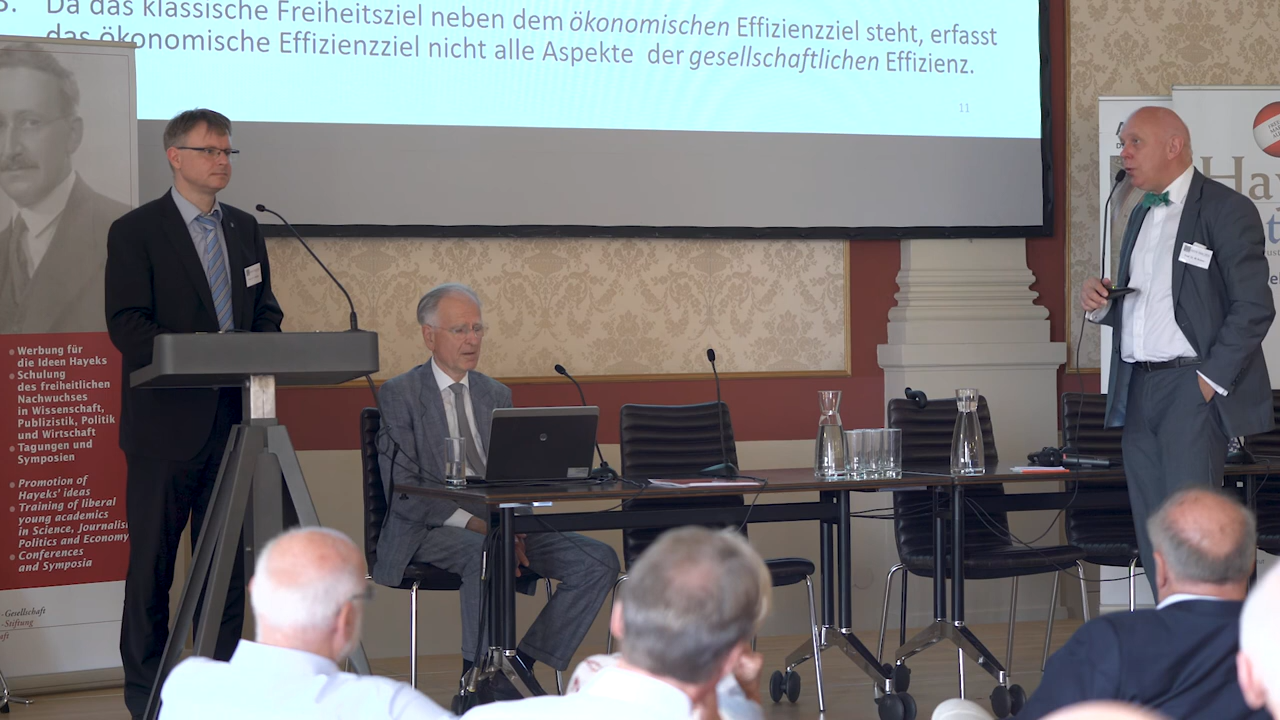 Da das klassische Freiheitsziel neben dem ökonomischen Effizienzziel steht, erfasst
das ökonomische Effizienzziel nicht alle Aspekte der gesellschaftlichen Effizienz.
11
Werbung für
die Ideen Hayeks
Schulung
des freiheitlichen
Nachwuchses
in Wissenschaft,
Publizistik, Politik
und Wirtschaft
Tagungen und
Symposien
Promotion of
Hayeks' ideas
Training of liberal
young academics
in Science, Journalis
Politics and Economy
Conferences
and Symposia
-Gesellschaft
-Stiftung
Hay